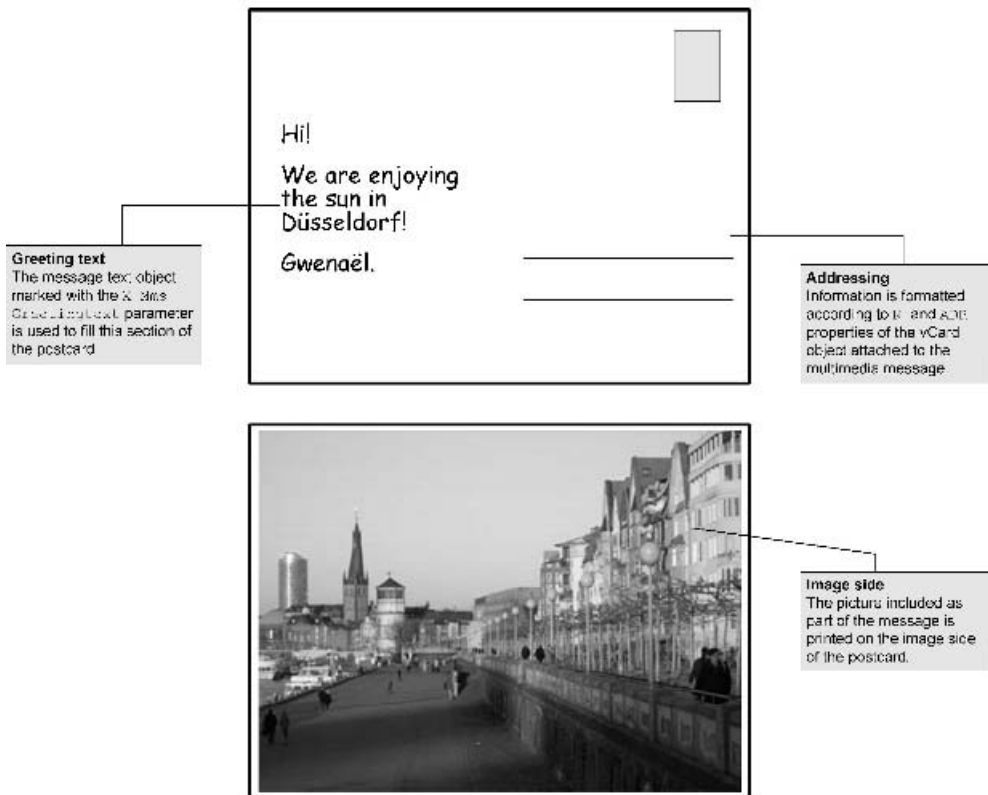 Hi!
We are enjoying
the sun in
Düsseldorf!
Gwenaël.
Greeting text
The message text object
marked with the
parameter
is used to fill this section of
the postcard
Addressing
Information is formatted
according to and
properties of the vCard
object attached to the
multimedia message
Image side
The picture included as
part of the message is
printed on the image side
of the postcard.